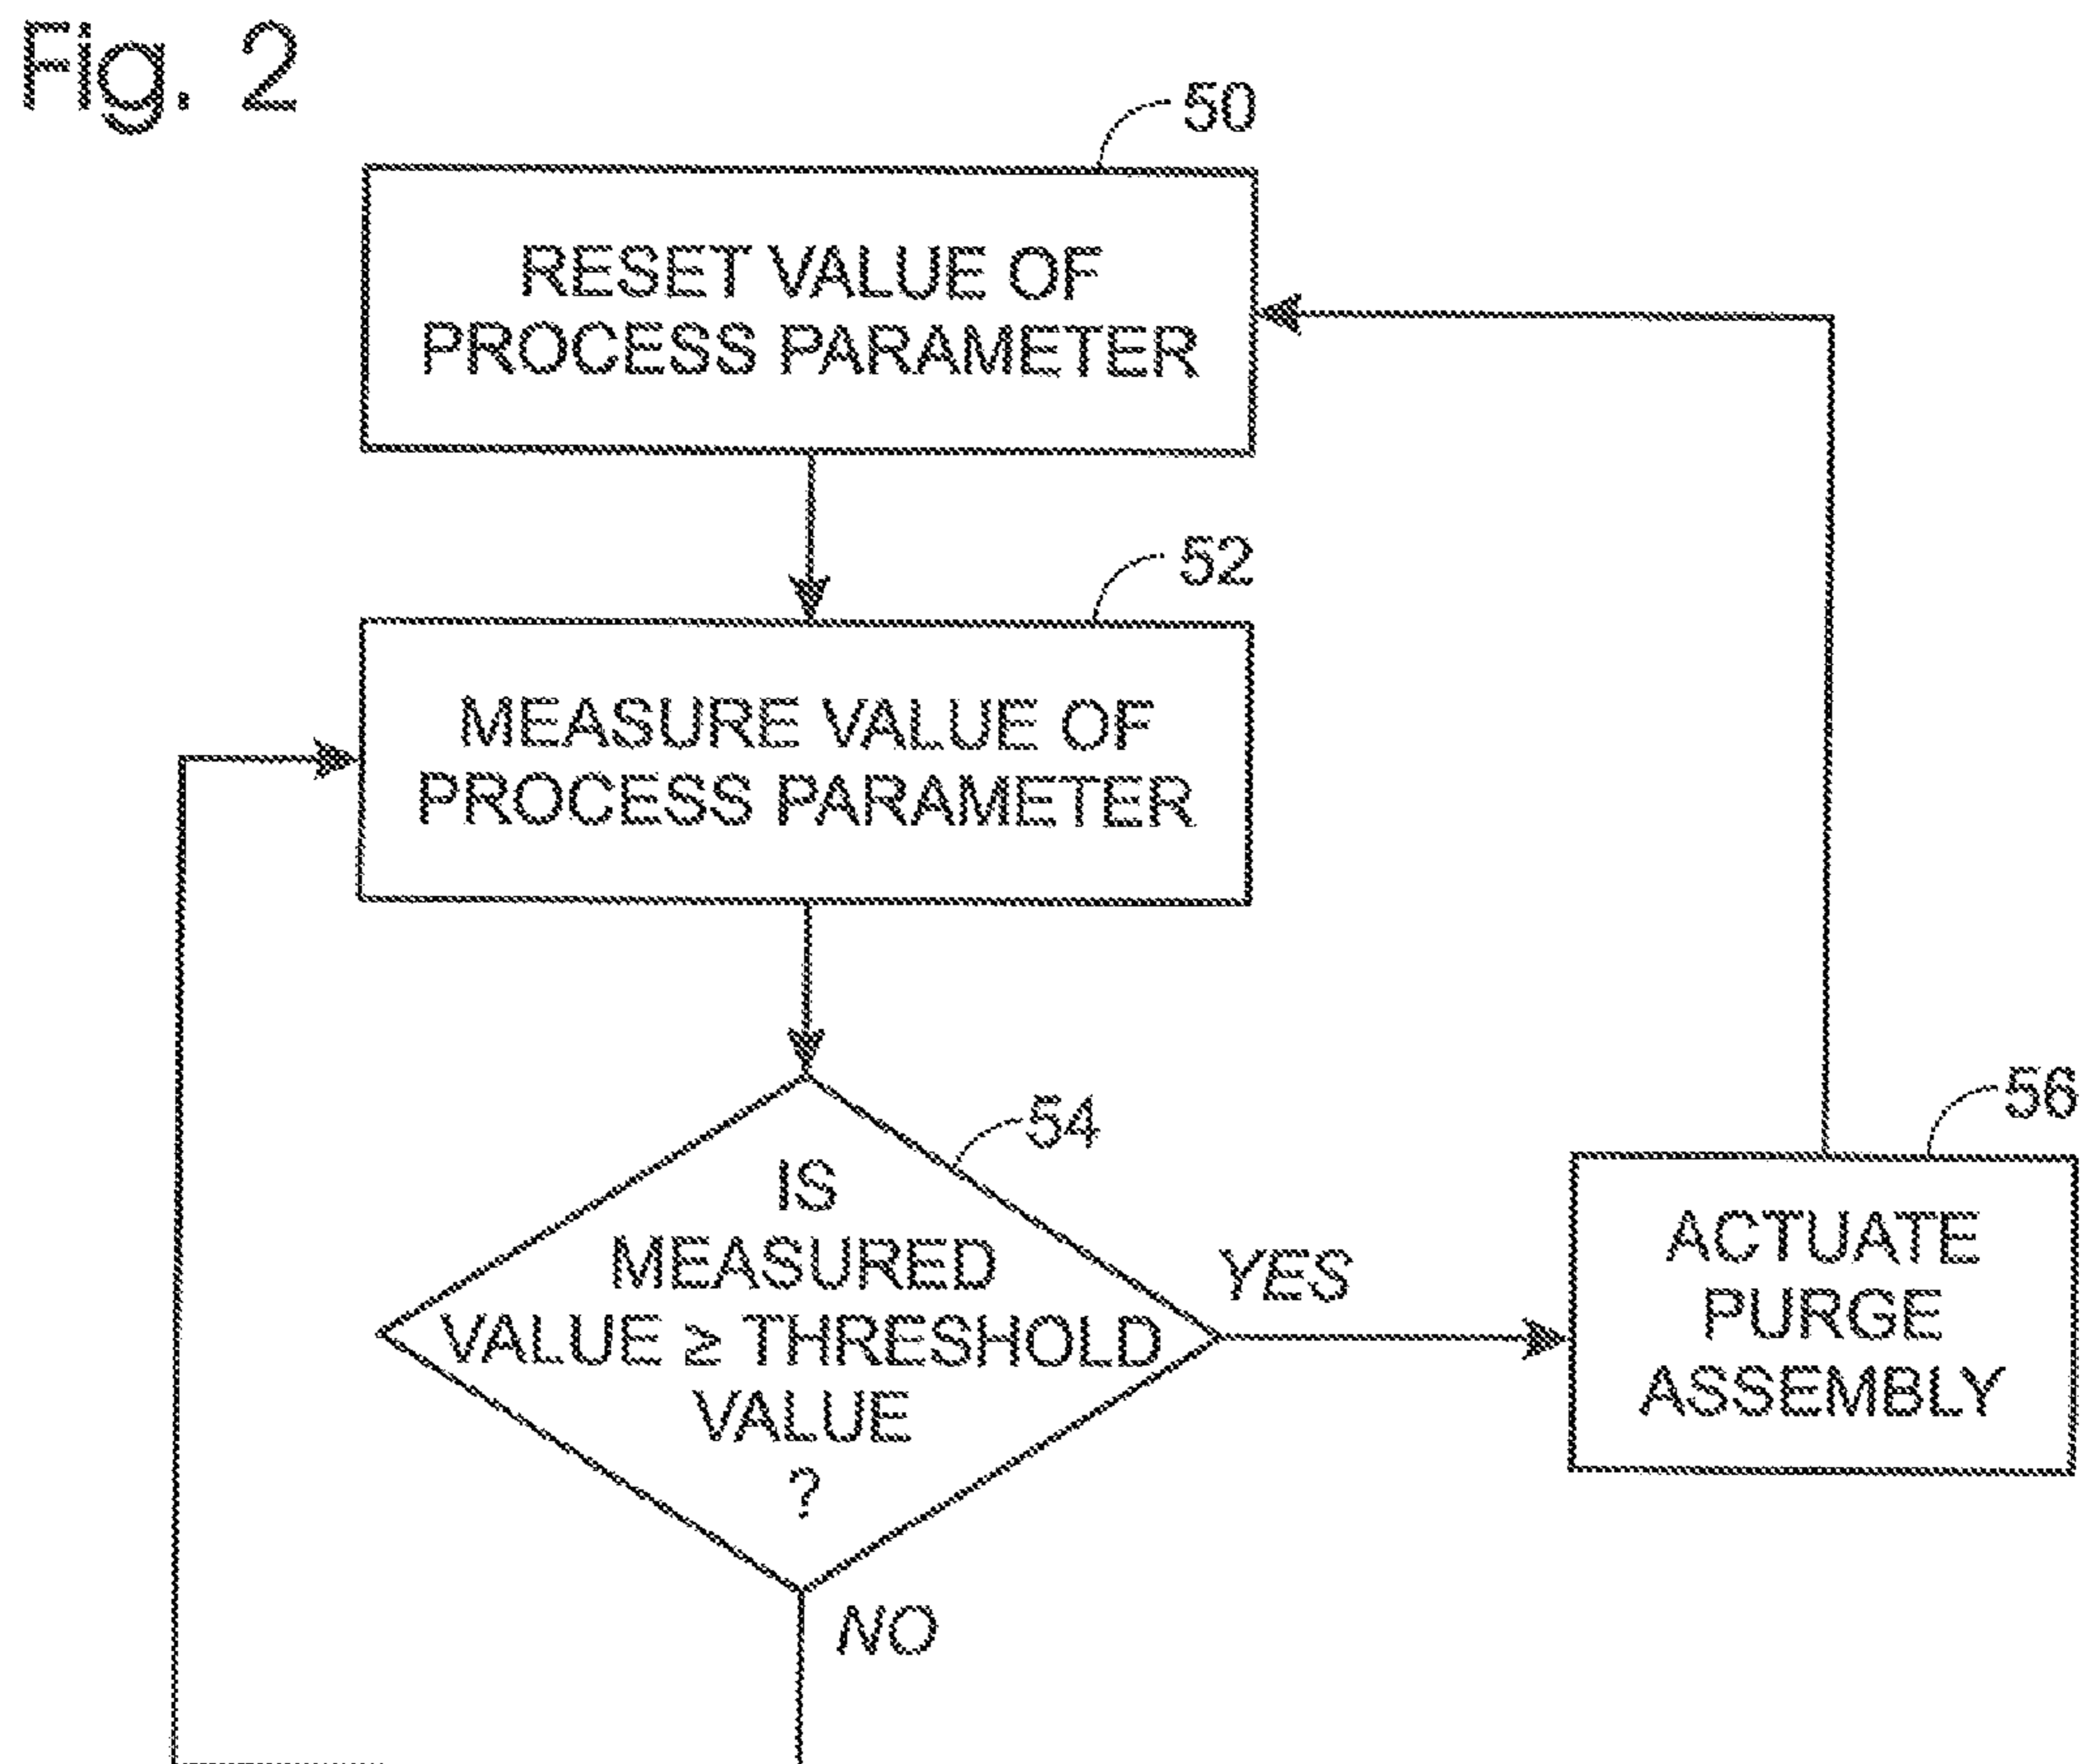 Fig. 2
50
RESET VALUE OF
PROCESS PARAMETER
52
MEASURE VALUE OF
PROCESS PARAMETER
54
IS
MEASURED
VALUE ≥ THRESHOLD
VALUE
?
YES
56
ACTUATE
PURGE
ASSEMBLY
NO